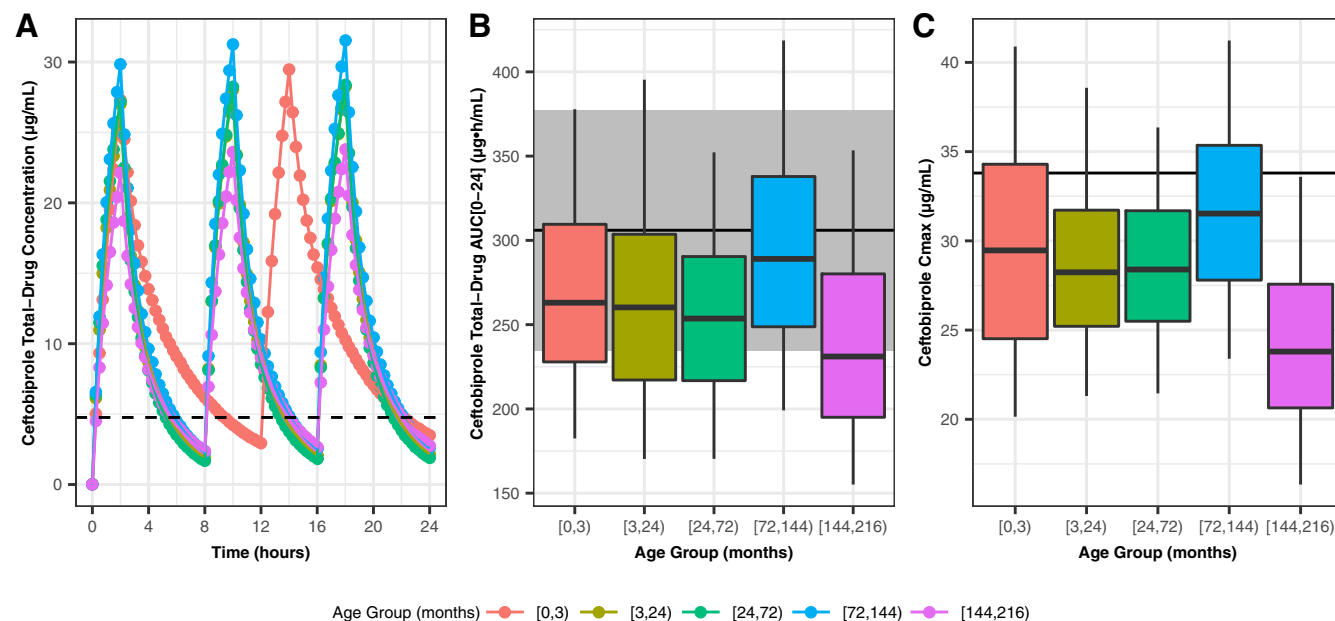 A
Ceftobiprole Total−Drug Concentration (µg/mL)
30
20
10
0
0 4 8 12 16 20 24
Time (hours)
B
Ceftobiprole Total−Drug AUC[0−24] (µg•h/mL)
400
350
300
250
200
150
[0,3) [3,24) [24,72) [72,144) [144,216)
Age Group (months)
C
Ceftobiprole Cmax (µg/mL)
40
35
30
25
20
[0,3) [3,24) [24,72) [72,144) [144,216)
Age Group (months)
Age Group (months) [0,3) [3,24) [24,72) [72,144) [144,216)